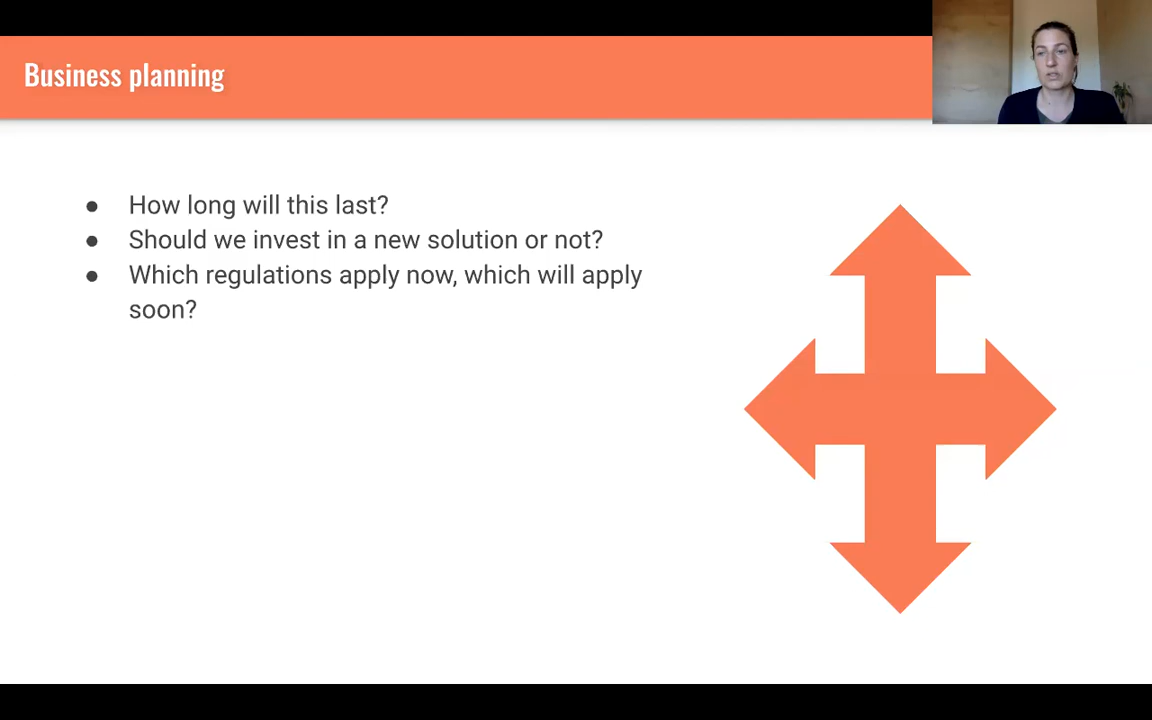 Business planning
● How long will this last?
● Should we invest in a new solution or not?
● Which regulations apply now, which will apply
soon?